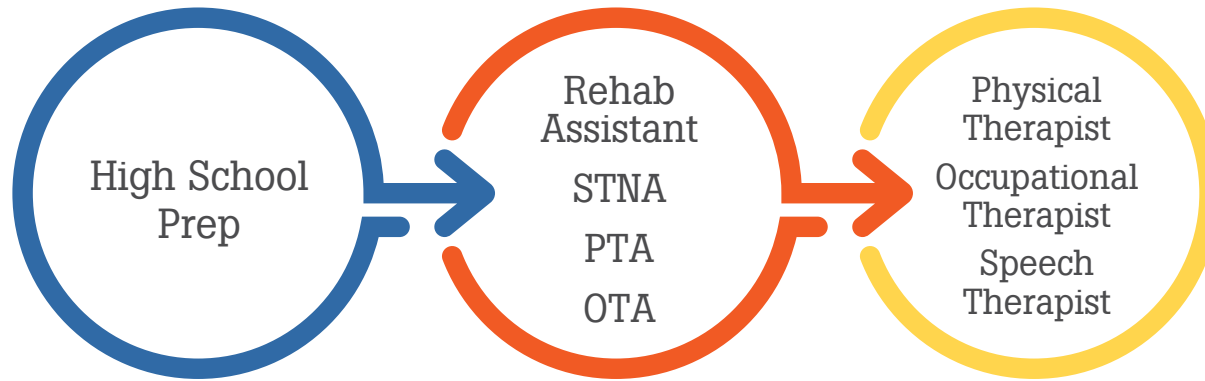 High School
Prep
Rehab
Assistant
STNA
PTA
OTA
Physical
Therapist
Occupational
Therapist
Speech
Therapist